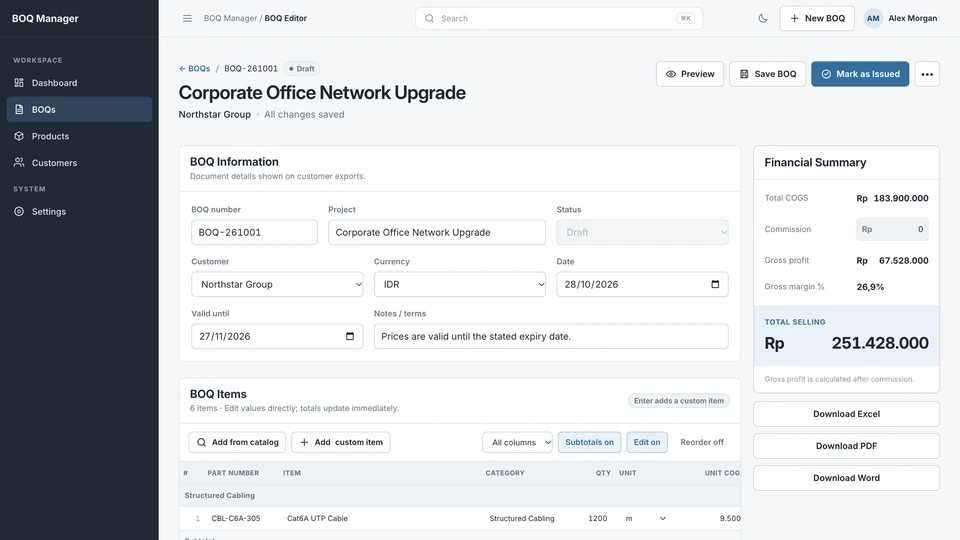 BOQ Manager
BOQ Manager / BOQ Editor
Search
⌘K
New BOQ
AM
Alex Morgan
WORKSPACE
Dashboard
BOQs
Products
Customers
SYSTEM
Settings
← BOQs / BOQ-261001
Draft
Corporate Office Network Upgrade
Northstar Group · All changes saved
Preview
Save BOQ
Mark as Issued
BOQ Information
Document details shown on customer exports.
BOQ number
Project
Status
BOQ-261001
Corporate Office Network Upgrade
Draft
Customer
Currency
Date
Northstar Group
IDR
28/10/2026
Valid until
Notes / terms
27/11/2026
Prices are valid until the stated expiry date.
BOQ Items
6 items · Edit values directly; totals update immediately.
Enter adds a custom item
Add from catalog
Add custom item
All columns
Subtotals on
Edit on
Reorder off
# PART NUMBER ITEM CATEGORY QTY UNIT UNIT COG
Structured Cabling
1 CBL-C6A-305 Cat6A UTP Cable Structured Cabling 1200 m 9.500
Financial Summary
Total COGS Rp 183.900.000
Commission Rp 0
Gross profit Rp 67.528.000
Gross margin % 26,9%
TOTAL SELLING
Rp 251.428.000
Gross profit is calculated after commission.
Download Excel
Download PDF
Download Word